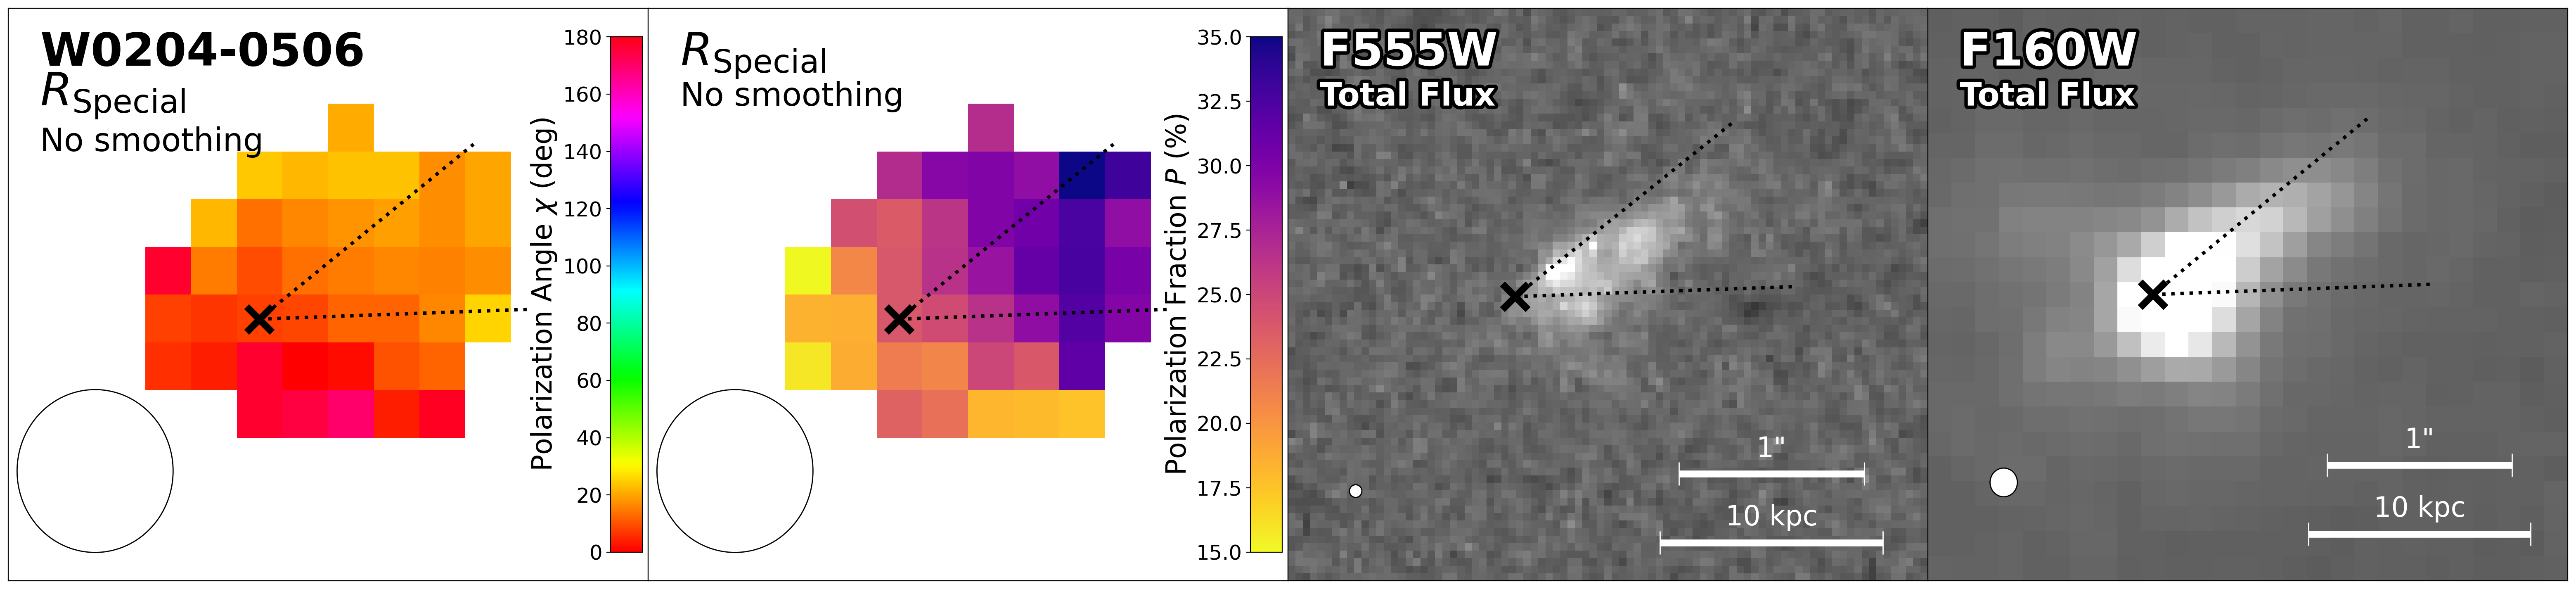 W0204-0506
R_Special
No smoothing
Polarization Angle χ (deg)
180
160
140
120
100
80
60
40
20
0
R_Special
No smoothing
Polarization Fraction P (%)
35.0
32.5
30.0
27.5
25.0
22.5
20.0
17.5
15.0
F555W
Total Flux
1"
10 kpc
F160W
Total Flux
1"
10 kpc